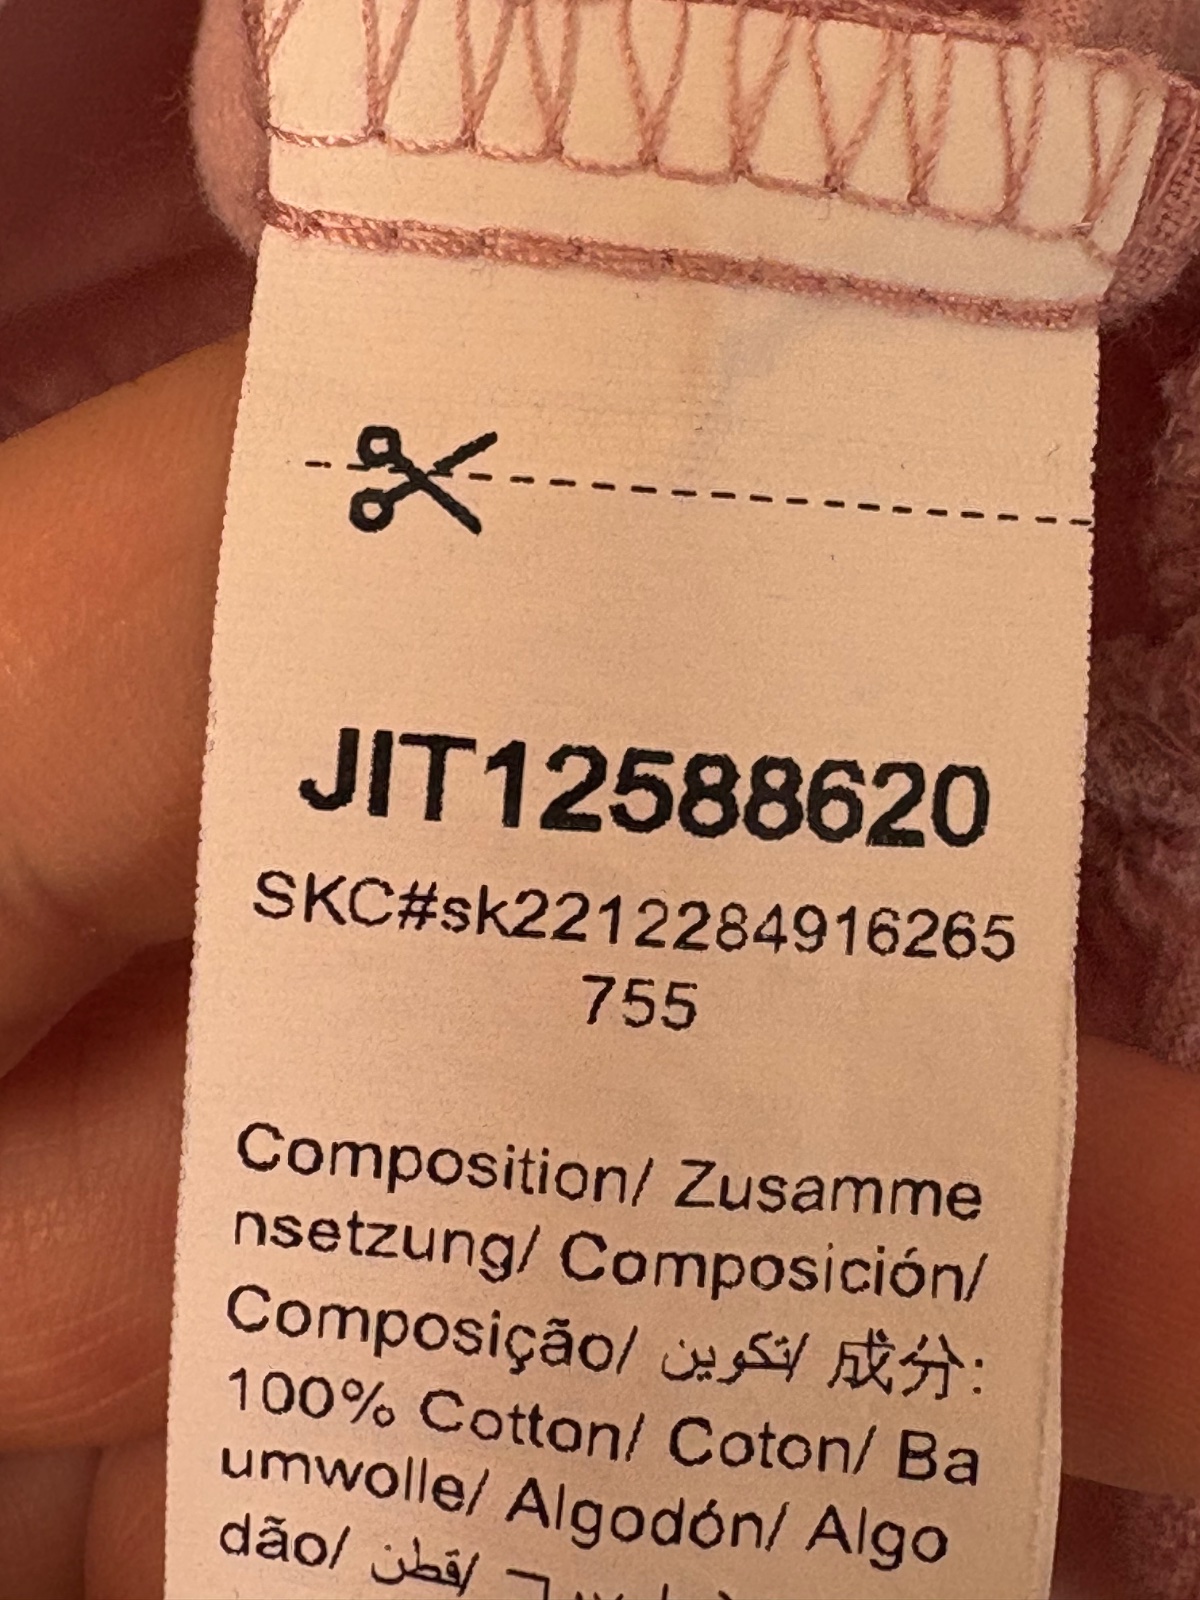 JIT12588620
SKC#sk2212284916265
755
Composition/ Zusamme
nsetzung/ Composición/
Composição/ تكوين/ 成分:
100% Cotton/ Coton/ Ba
umwolle/ Algodón/ Algo
dão/ قطن/